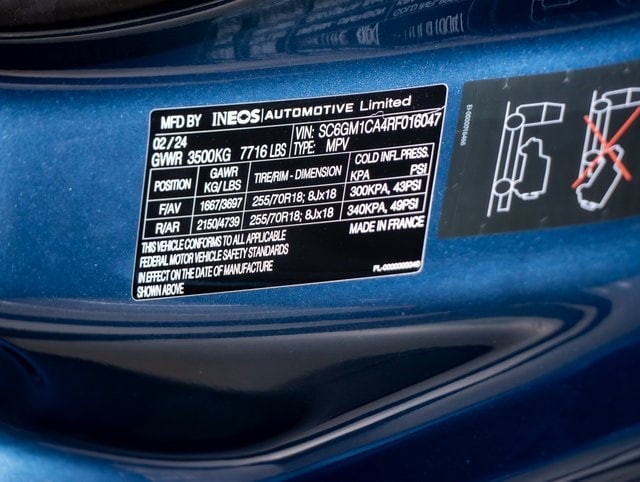 MFD BY INEOS|AUTOMOTIVE Limited
02/24 VIN: SC6GM1CA4RF016047
GVWR 3500KG 7716 LBS TYPE: MPV
POSITION GAWR KG/LBS TIRE/RIM - DIMENSION COLD INFL.PRESS. KPA PSI
F/AV 1667/3697 255/70R18; 8Jx18 300KPA, 43PSI
R/AR 2150/4739 255/70R18; 8Jx18 340KPA, 49PSI
THIS VEHICLE CONFORMS TO ALL APPLICABLE MADE IN FRANCE
FEDERAL MOTOR VEHICLE SAFETY STANDARDS
IN EFFECT ON THE DATE OF MANUFACTURE
SHOWN ABOVE